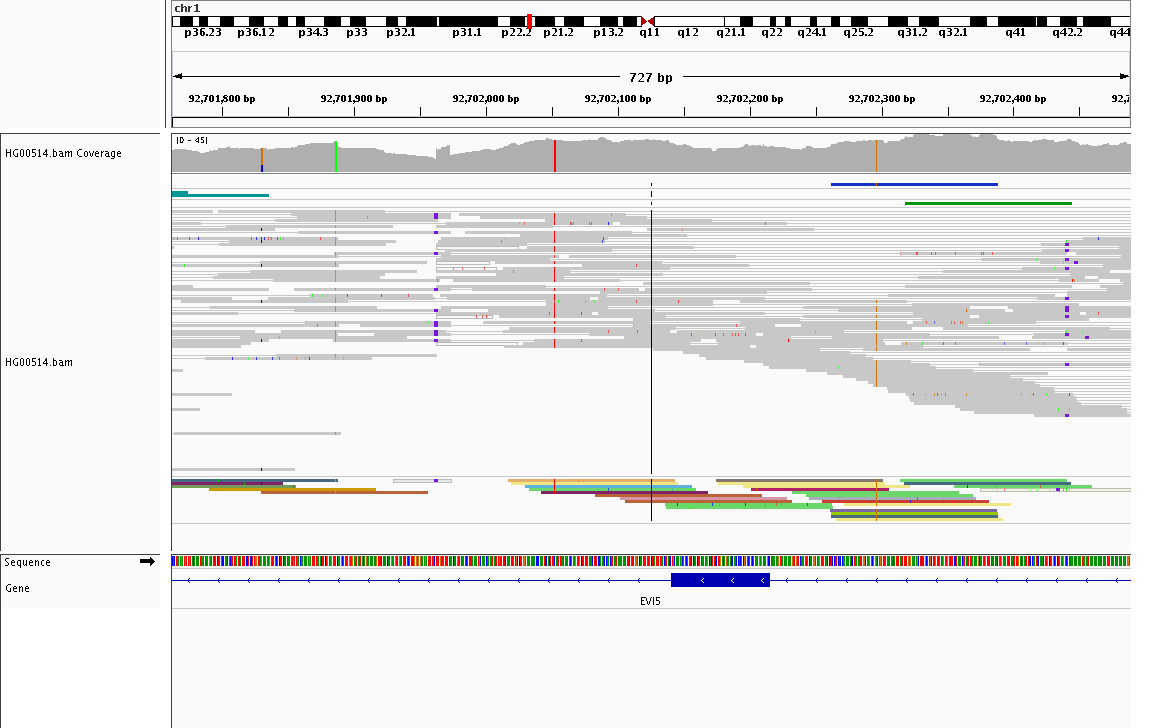 chr1
p36.23 p36.12 p34.3 p33 p32.1 p31.1 p22.2 p21.2 p13.2 q11 q12 q21.1 q22 q24.1 q25.2 q31.2 q32.1 q41 q42.2 q44
727 bp
92,701,800 bp 92,701,900 bp 92,702,000 bp 92,702,100 bp 92,702,200 bp 92,702,300 bp 92,702,400 bp 92,7
[0 - 45]
HG00514.bam Coverage
HG00514.bam
Sequence
Gene
EVI5